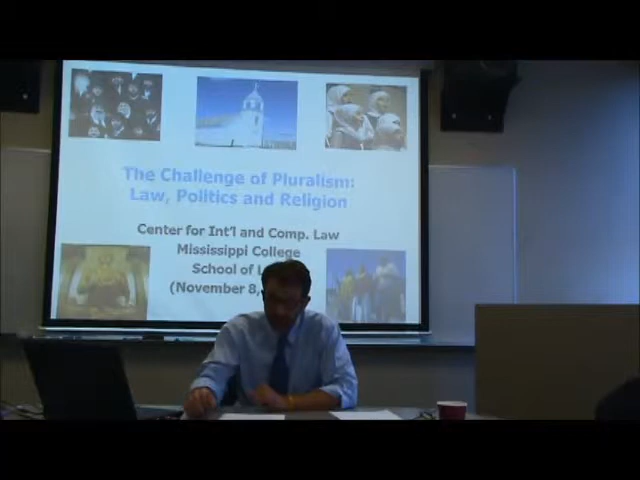 The Challenge of Pluralism:
Law, Politics and Religion
Center for Int'l and Comp. Law
Mississippi College
School of L
(November 8,